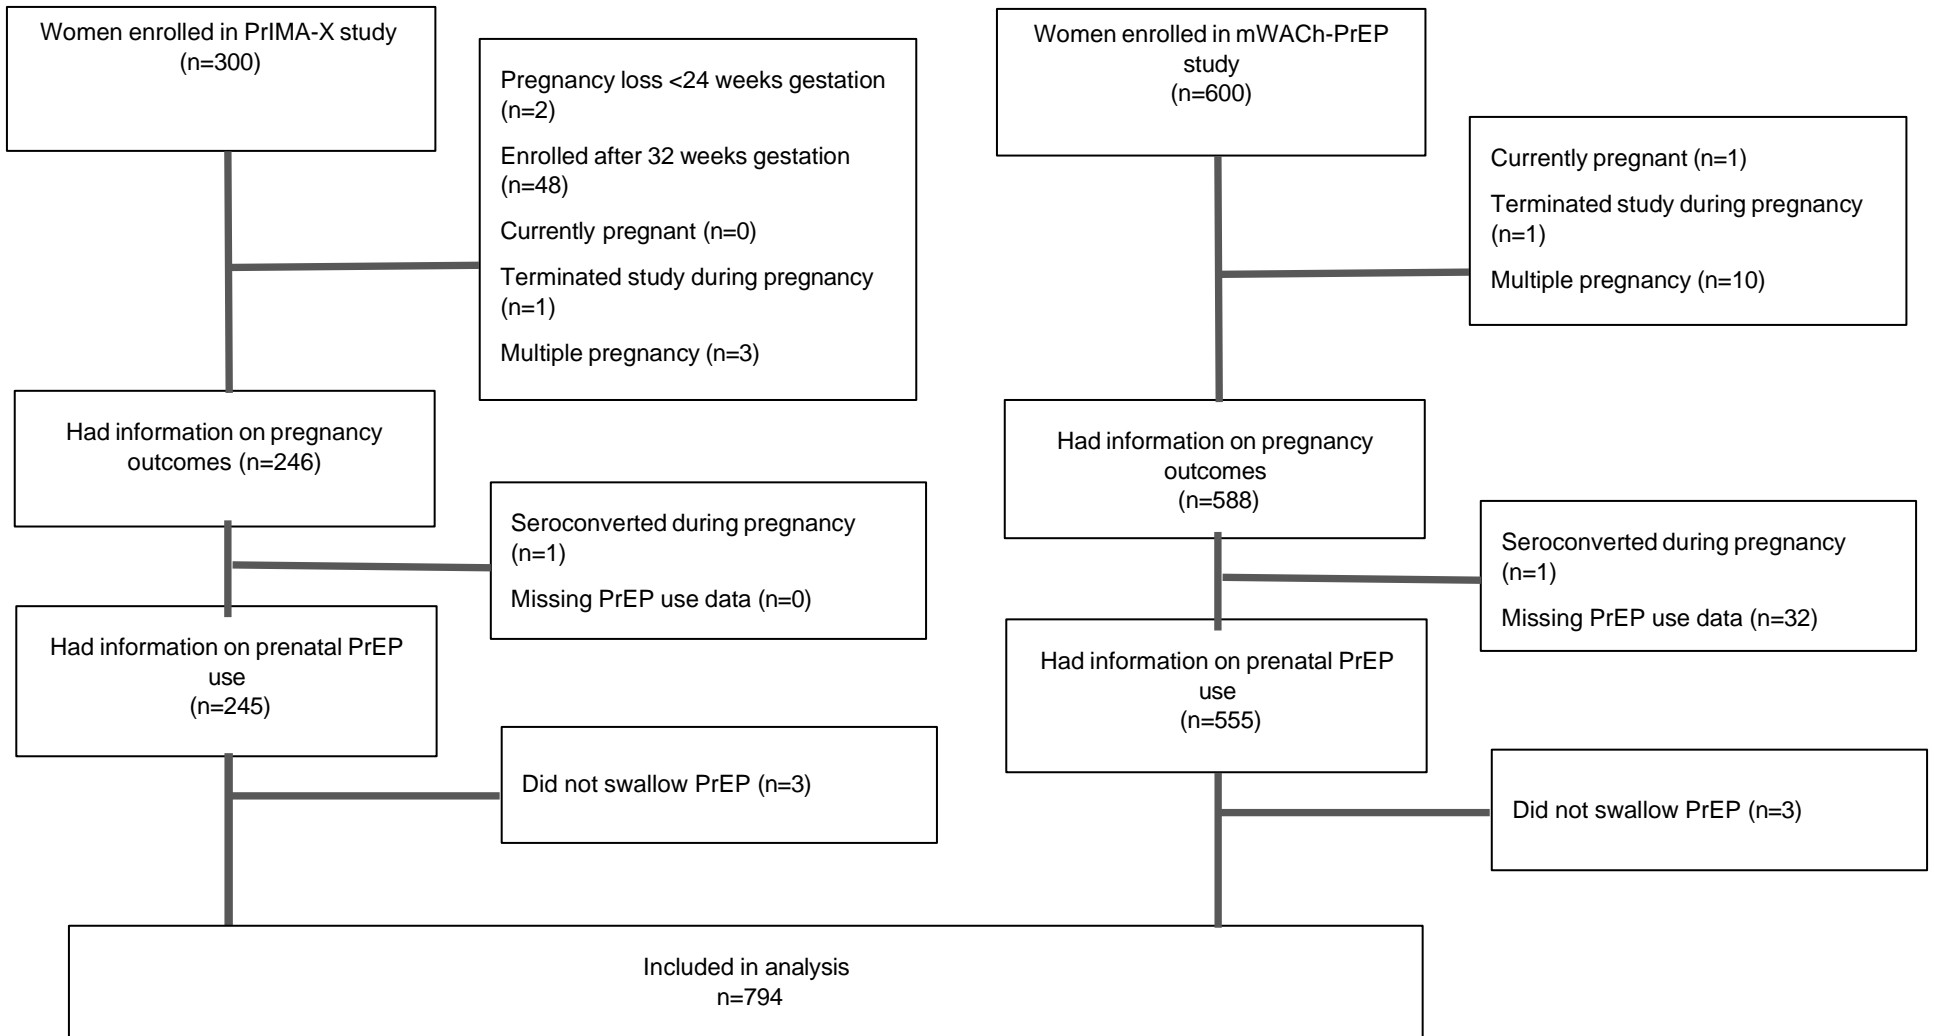 Women enrolled in PrIMA-X study
(n=300)
Pregnancy loss <24 weeks gestation
(n=2)
Enrolled after 32 weeks gestation
(n=48)
Currently pregnant (n=0)
Terminated study during pregnancy
(n=1)
Multiple pregnancy (n=3)
Had information on pregnancy
outcomes (n=246)
Seroconverted during pregnancy
(n=1)
Missing PrEP use data (n=0)
Had information on prenatal PrEP
use
(n=245)
Did not swallow PrEP (n=3)
Women enrolled in mWACh-PrEP
study
(n=600)
Currently pregnant (n=1)
Terminated study during pregnancy
(n=1)
Multiple pregnancy (n=10)
Had information on pregnancy
outcomes
(n=588)
Seroconverted during pregnancy
(n=1)
Missing PrEP use data (n=32)
Had information on prenatal PrEP
use
(n=555)
Did not swallow PrEP (n=3)
Included in analysis
n=794